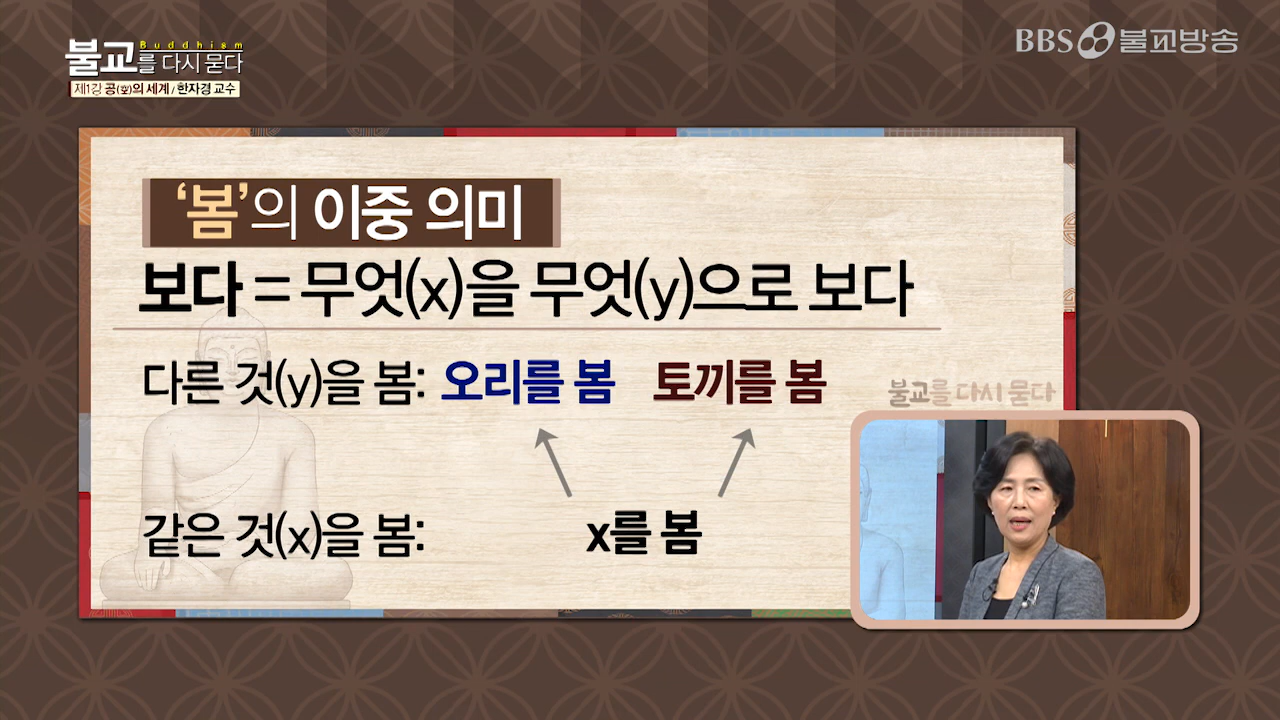 Buddhism
불교를 다시 묻다
제1강 공(空)의 세계 / 한자경 교수
BBS 불교방송
‘봄’의 이중 의미
보다 = 무엇(x)을 무엇(y)으로 보다
다른 것(y)을 봄: 오리를 봄 토끼를 봄
불교를 다시 묻다
같은 것(x)을 봄: x를 봄